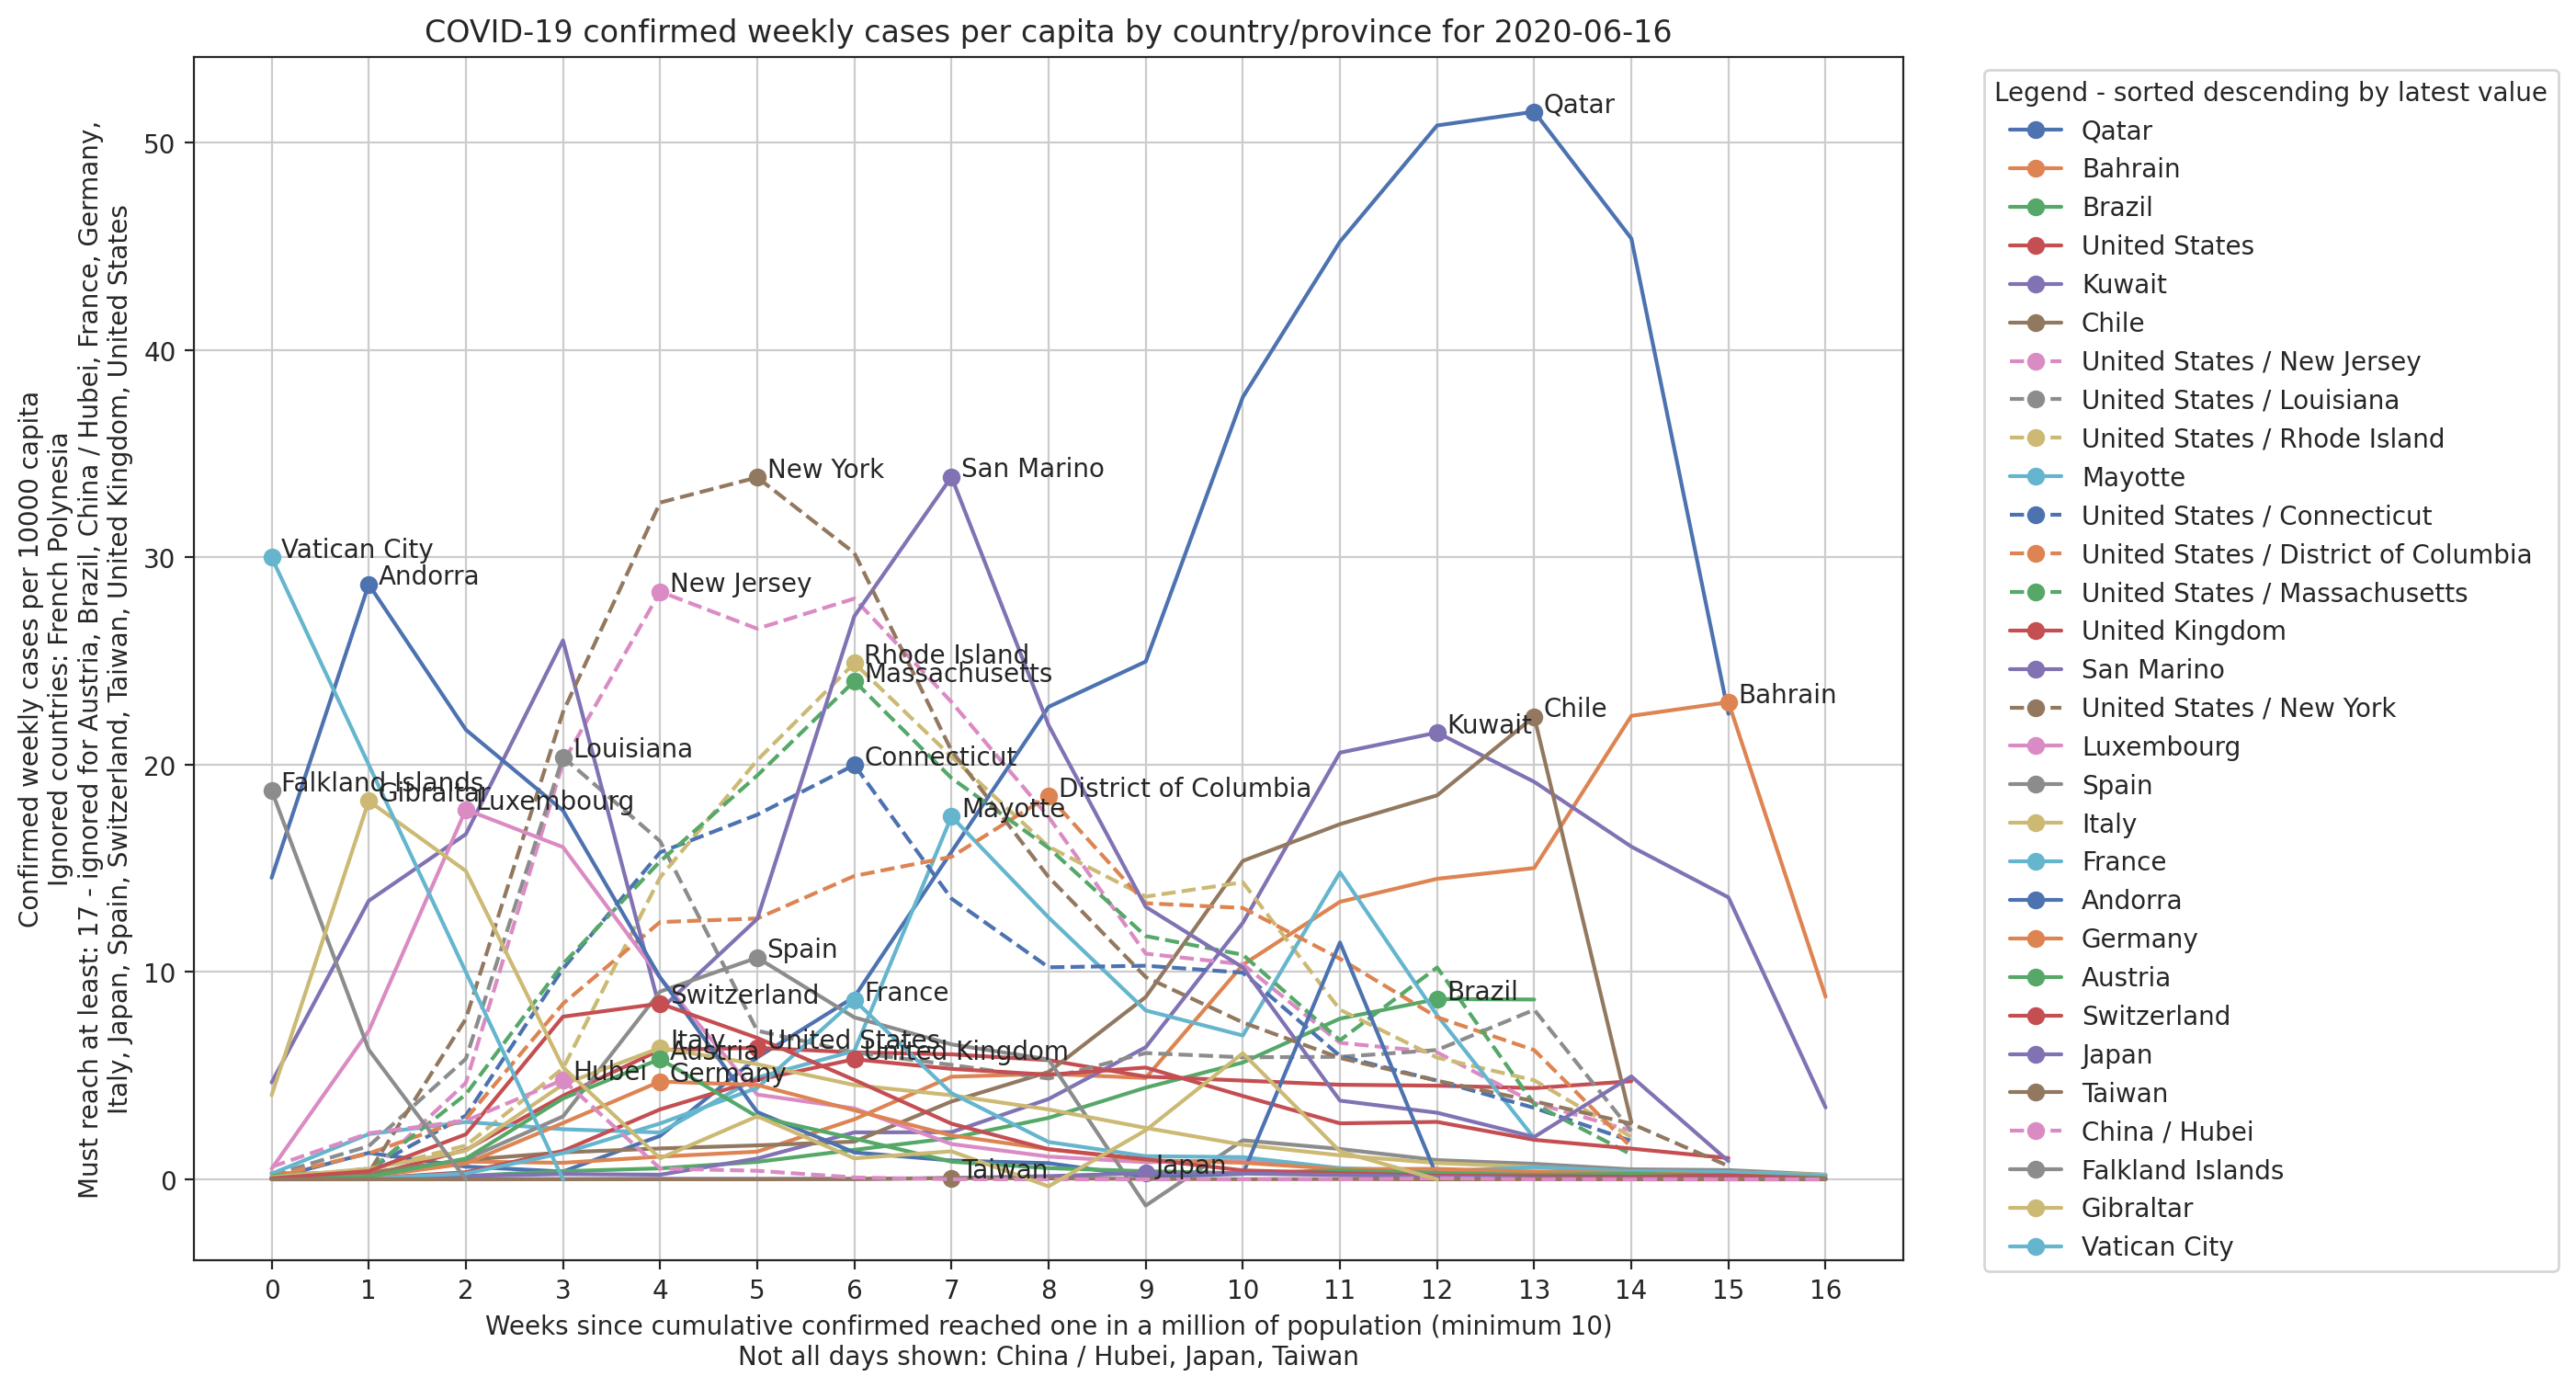 COVID-19 confirmed weekly cases per capita by country/province for 2020-06-16
Confirmed weekly cases per 10000 capita
Ignored countries: French Polynesia
Must reach at least: 17 - ignored for Austria, Brazil, China / Hubei, France, Germany,
Italy, Japan, Spain, Switzerland, Taiwan, United Kingdom, United States
50
40
30
20
10
0
Qatar
New York
San Marino
Vatican City
Andorra
New Jersey
Rhode Island
Massachusetts
Bahrain
Chile
Kuwait
Louisiana
Connecticut
Falkland Islands
Gibraltar
Luxembourg
District of Columbia
Mayotte
Spain
France
Brazil
Switzerland
Italy
United States
Austria
United Kingdom
Hubei
Germany
Taiwan
Japan
0 1 2 3 4 5 6 7 8 9 10 11 12 13 14 15 16
Weeks since cumulative confirmed reached one in a million of population (minimum 10)
Not all days shown: China / Hubei, Japan, Taiwan
Legend - sorted descending by latest value
Qatar
Bahrain
Brazil
United States
Kuwait
Chile
United States / New Jersey
United States / Louisiana
United States / Rhode Island
Mayotte
United States / Connecticut
United States / District of Columbia
United States / Massachusetts
United Kingdom
San Marino
United States / New York
Luxembourg
Spain
Italy
France
Andorra
Germany
Austria
Switzerland
Japan
Taiwan
China / Hubei
Falkland Islands
Gibraltar
Vatican City